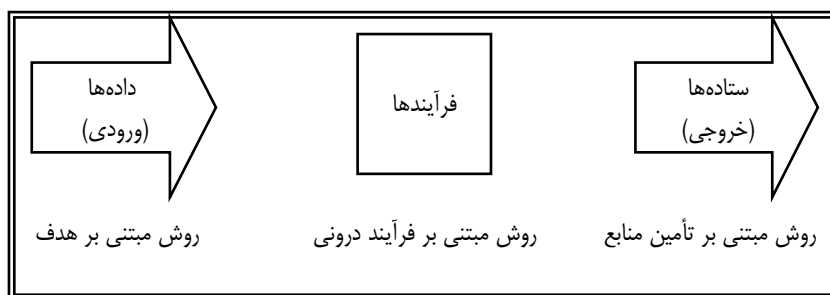 داده‌ها
(ورودی)
فرآیندها
ستاده‌ها
(خروجی)
روش مبتنی بر هدف
روش مبتنی بر فرآیند درونی
روش مبتنی بر تأمین منابع